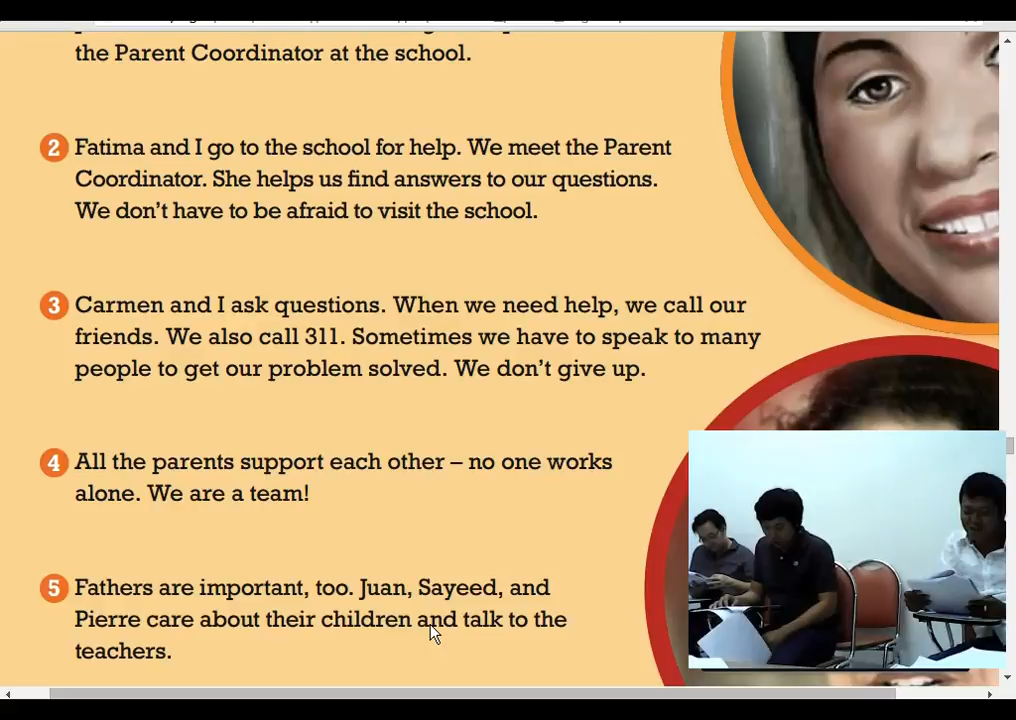 the Parent Coordinator at the school.
2 Fatima and I go to the school for help. We meet the Parent
Coordinator. She helps us find answers to our questions.
We don't have to be afraid to visit the school.
3 Carmen and I ask questions. When we need help, we call our
friends. We also call 311. Sometimes we have to speak to many
people to get our problem solved. We don't give up.
4 All the parents support each other – no one works
alone. We are a team!
5 Fathers are important, too. Juan, Sayeed, and
Pierre care about their children and talk to the
teachers.